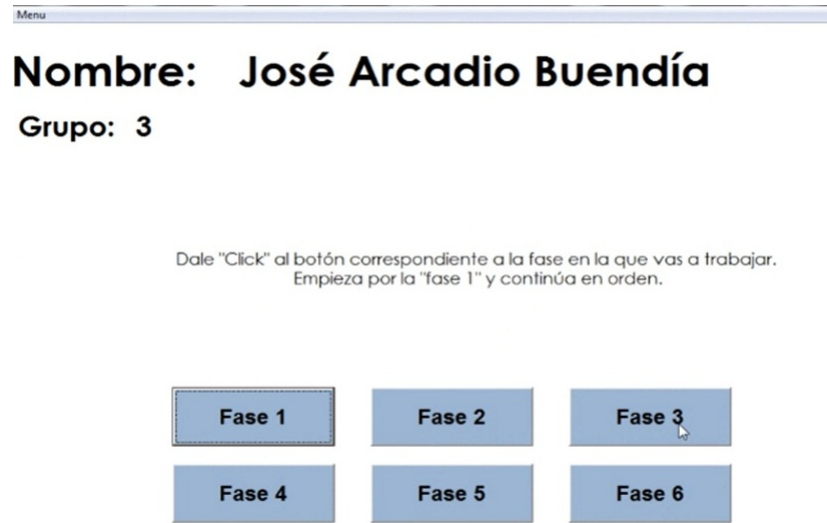 Menu
Nombre: José Arcadio Buendía
Grupo: 3
Dale "Click" al botón correspondiente a la fase en la que vas a trabajar.
Empieza por la "fase 1" y continúa en orden.
Fase 1 Fase 2 Fase 3
Fase 4 Fase 5 Fase 6